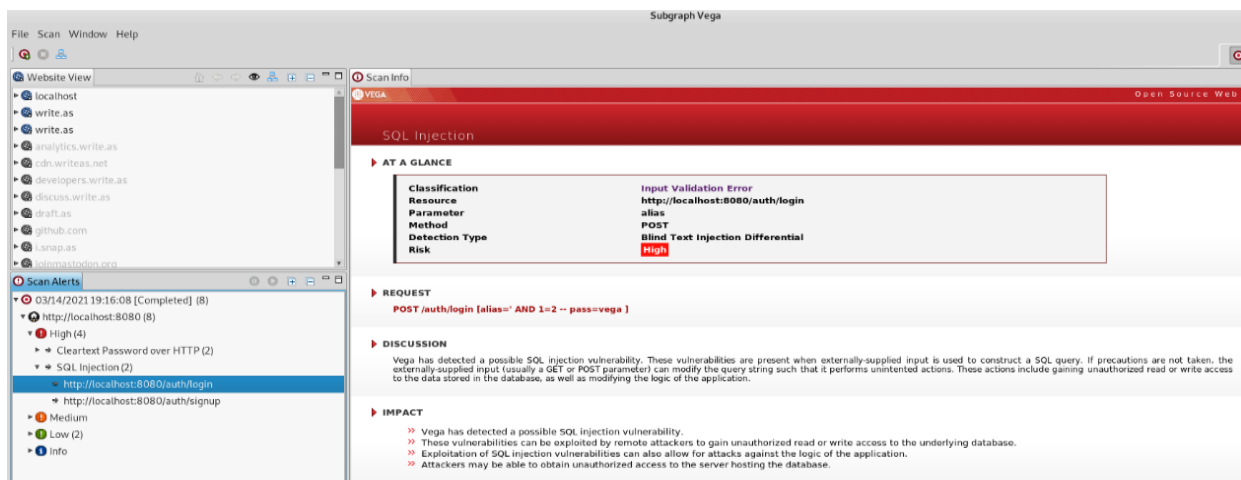 Subgraph Vega
File Scan Window Help
Website View
localhost
write.as
write.as
analytics.write.as
cdn.writeas.net
developers.write.as
discuss.write.as
draft.as
github.com
i.snap.as
joinmastodon.org
Scan Alerts
03/14/2021 19:16:08 [Completed] (8)
http://localhost:8080 (8)
High (4)
Cleartext Password over HTTP (2)
SQL Injection (2)
http://localhost:8080/auth/login
http://localhost:8080/auth/signup
Medium
Low (2)
Info
Scan Info
VEGA Open Source Web
SQL Injection
AT A GLANCE
Classification Input Validation Error
Resource http://localhost:8080/auth/login
Parameter alias
Method POST
Detection Type Blind Text Injection Differential
Risk High
REQUEST
POST /auth/login [alias=' AND 1=2 -- pass=vega ]
DISCUSSION
Vega has detected a possible SQL injection vulnerability. These vulnerabilities are present when externally-supplied input is used to construct a SQL query. If precautions are not taken, the
externally-supplied input (usually a GET or POST parameter) can modify the query string such that it performs unintended actions. These actions include gaining unauthorized read or write access
to the data stored in the database, as well as modifying the logic of the application.
IMPACT
Vega has detected a possible SQL injection vulnerability.
These vulnerabilities can be exploited by remote attackers to gain unauthorized read or write access to the underlying database.
Exploitation of SQL injection vulnerabilities can also allow for attacks against the logic of the application.
Attackers may be able to obtain unauthorized access to the server hosting the database.